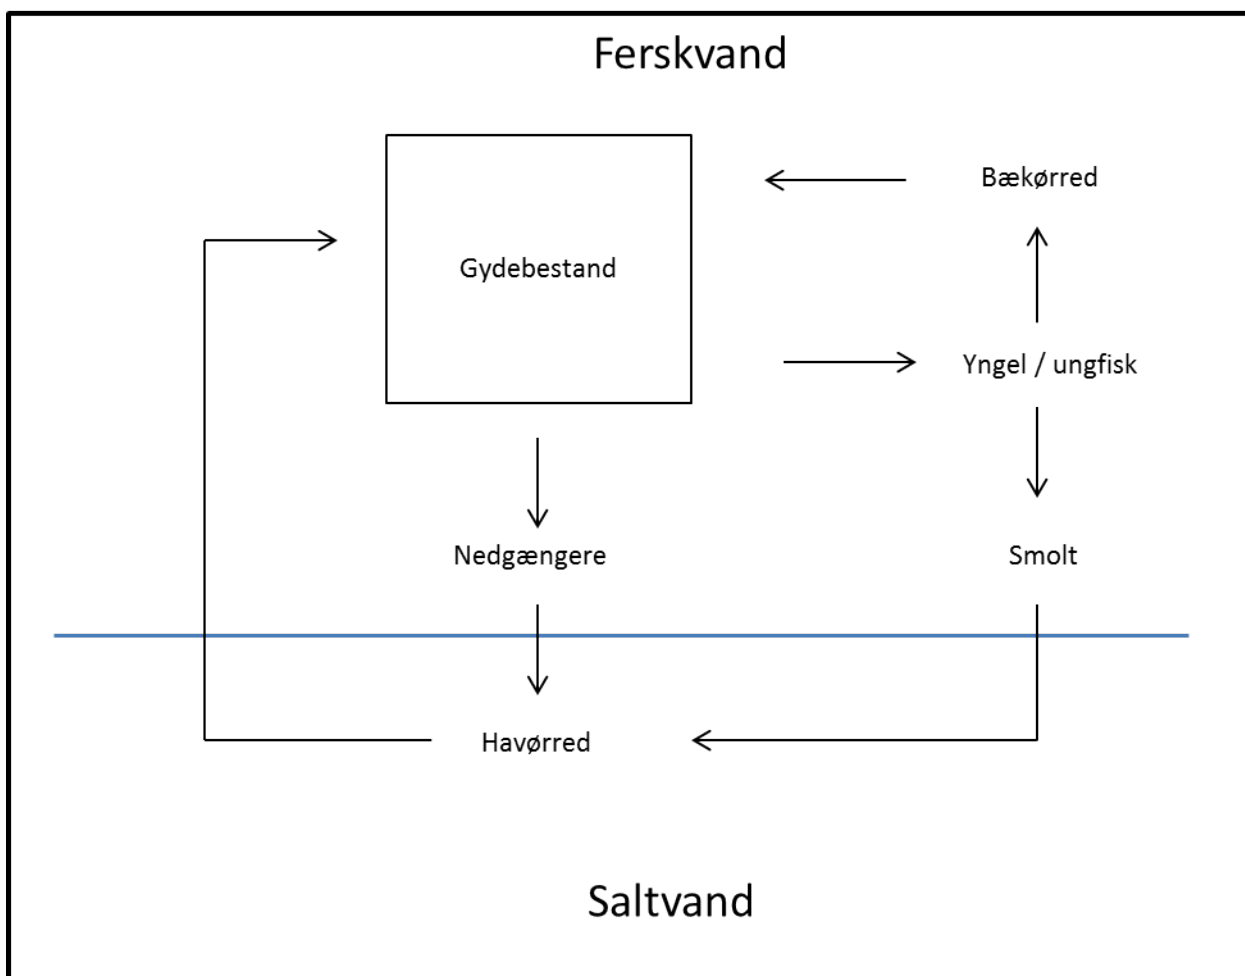 Ferskvand
Bækørred
Gydebestand
Yngel / ungfisk
Nedgængere
Smolt
Havørred
Saltvand